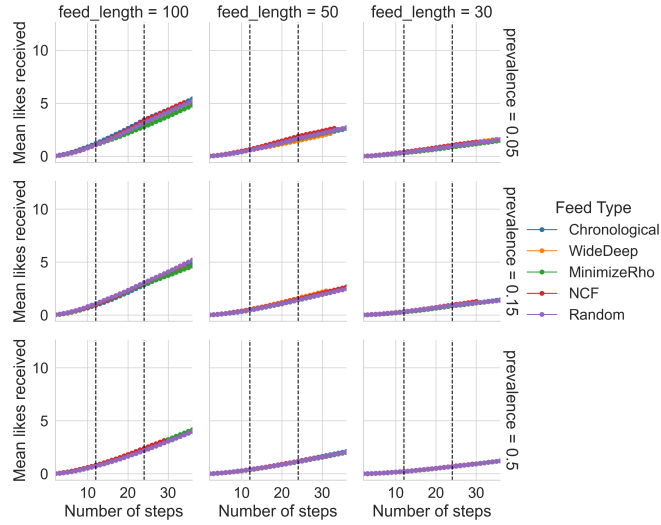 feed_length = 100
feed_length = 50
feed_length = 30
Mean likes received
10
5
0
prevalence = 0.05
Mean likes received
10
5
0
prevalence = 0.15
Mean likes received
10
5
0
prevalence = 0.5
10 20 30
10 20 30
10 20 30
Number of steps
Number of steps
Number of steps
Feed Type
Chronological
WideDeep
MinimizeRho
NCF
Random